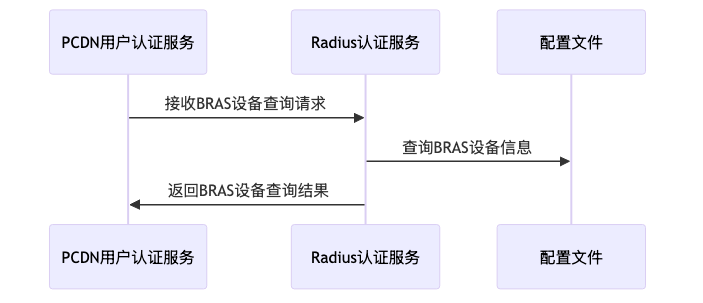 PCDN用户认证服务
Radius认证服务
配置文件
接收BRAS设备查询请求
查询BRAS设备信息
返回BRAS设备查询结果
PCDN用户认证服务
Radius认证服务
配置文件